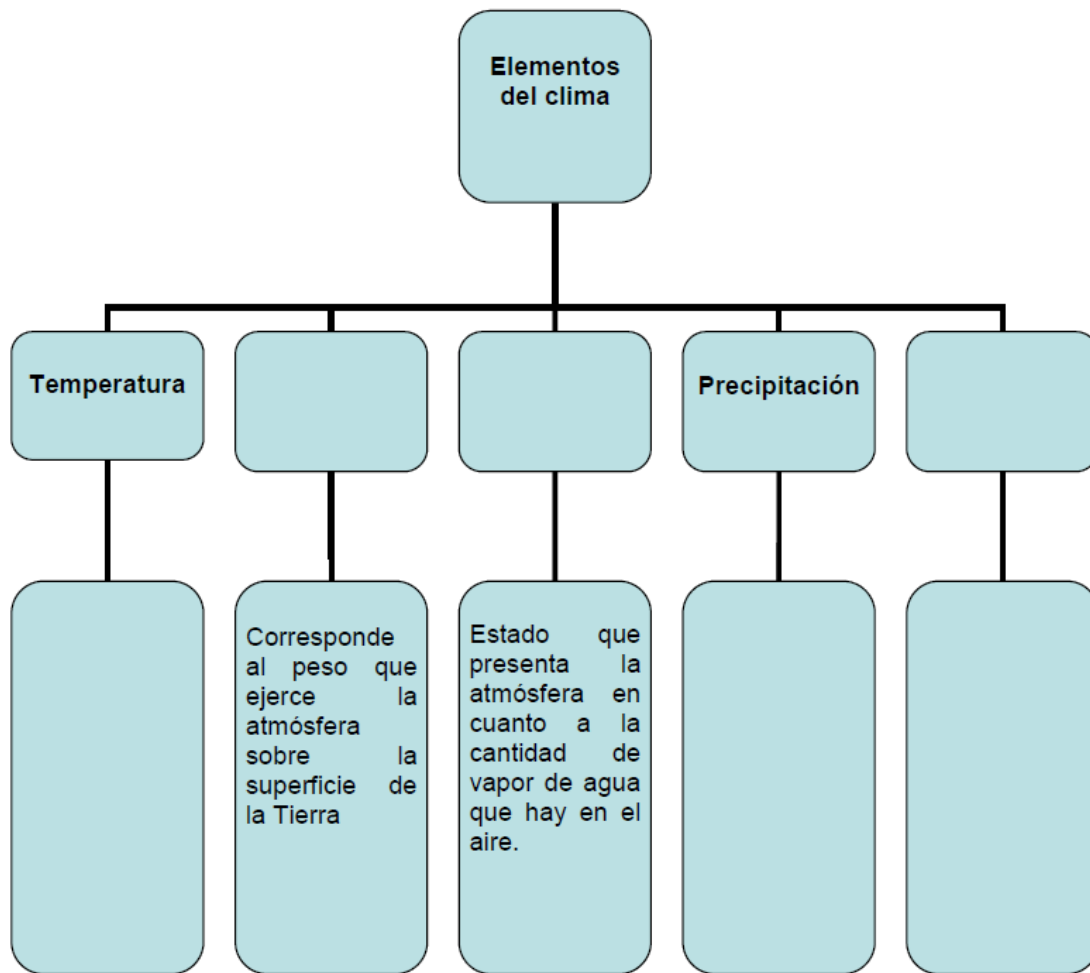 Elementos
del clima
Temperatura
Precipitación
Corresponde
al peso que
ejerce la
atmósfera
sobre la
superficie de
la Tierra
Estado que
presenta la
atmósfera en
cuanto a la
cantidad de
vapor de agua
que hay en el
aire.